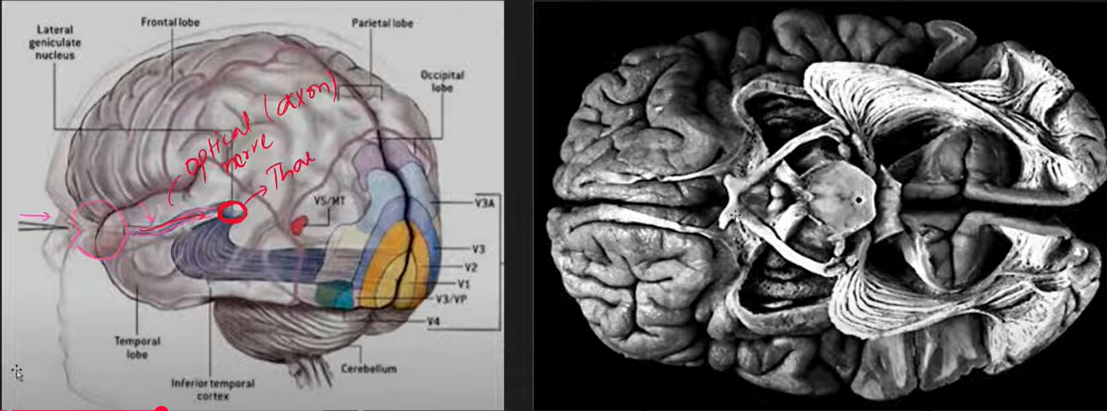 Frontal lobe
Parietal lobe
Lateral
geniculate
nucleus
Occipital
lobe
optical (axon)
nerve
Thar
V5/MT
V3A
V3
V2
V1
V3/VP
V4
Temporal
lobe
Cerebellum
Inferior temporal
cortex